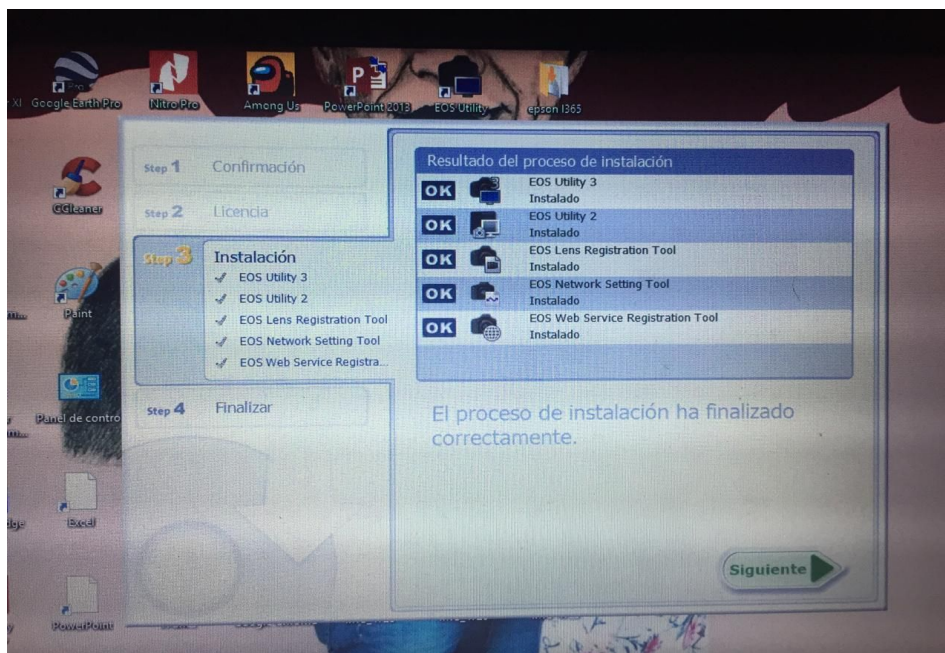 Google Earth Pro
Nitro Pro
Among Us
PowerPoint 2013
EOS Utility
epson l365
CCleaner
Paint
Panel de contro
Excel
PowerPoint
Step 1 Confirmación
Step 2 Licencia
Step 3 Instalación
EOS Utility 3
EOS Utility 2
EOS Lens Registration Tool
EOS Network Setting Tool
EOS Web Service Registra...
Step 4 Finalizar
Resultado del proceso de instalación
OK EOS Utility 3
Instalado
OK EOS Utility 2
Instalado
OK EOS Lens Registration Tool
Instalado
OK EOS Network Setting Tool
Instalado
OK EOS Web Service Registration Tool
Instalado
El proceso de instalación ha finalizado
correctamente.
Siguiente